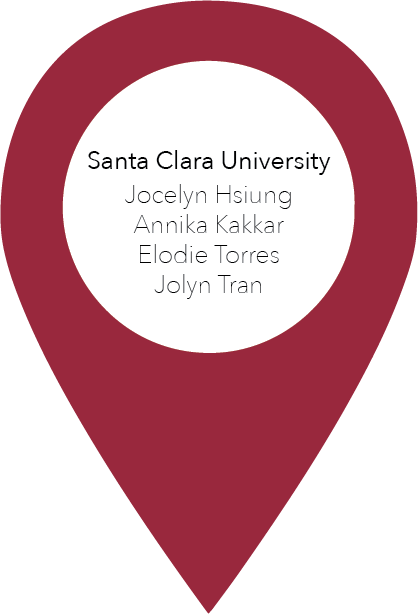 Santa Clara University
Jocelyn Hsiung
Annika Kakkar
Elodie Torres
Jolyn Tran